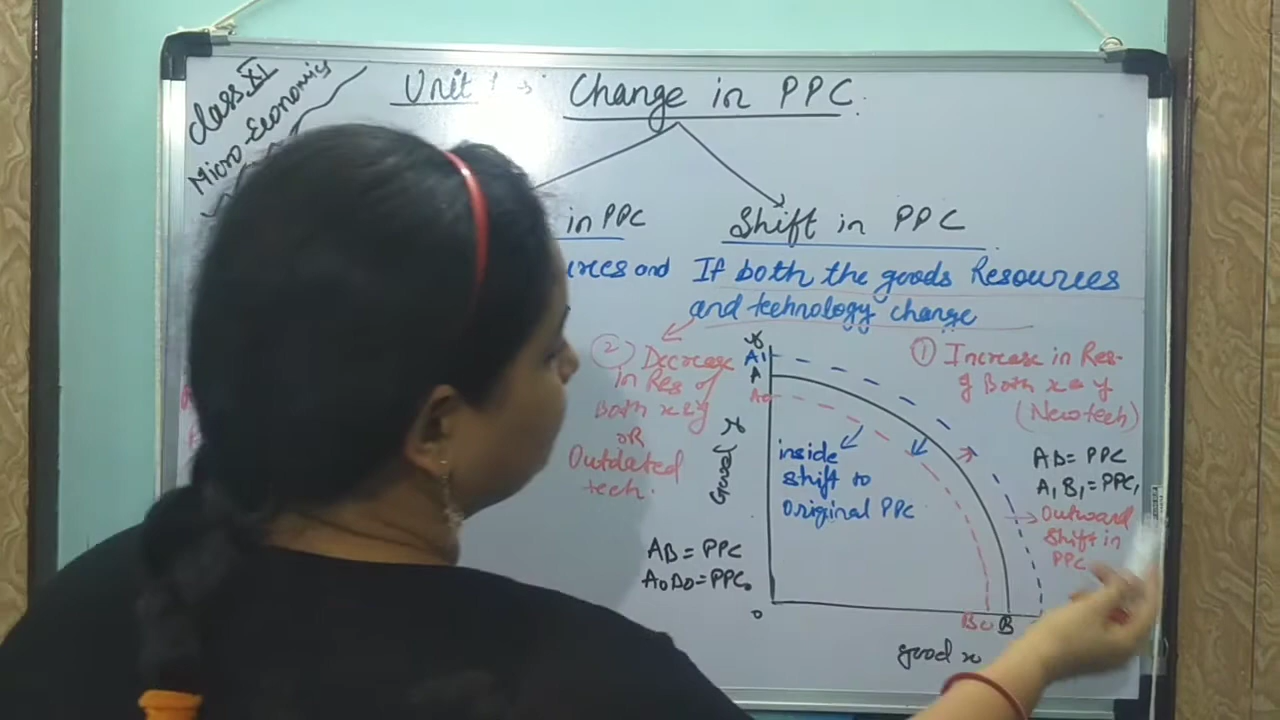 Class XI
Micro-Economics
Unit 1 → Change in PPC.
in PPC
urces and
Shift in PPC
If both the goods Resources
and technology change
② Decrease
in Res of
Both x & y
OR
Outdated
tech.
AB = PPC
A0B0 = PPC0
Y
A1
A
A0
Good Y
inside
shift to
Original PPC
O
B0
B
good x
① Increase in Res-
of Both x & y
(New tech)
AB = PPC
A1 B1 = PPC1
Outward
Shift in
PPC